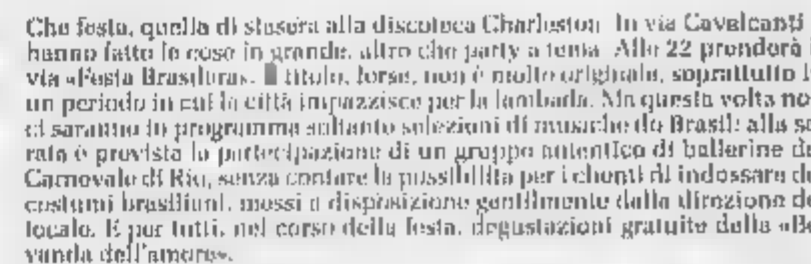 Che festa, quella di stasera alla discoteca Charleston. In via Cavalcanti
hanno fatto le cose in grande, altro che party a tema. Alle 22 prenderà
via «Festa Brasilera». Il titolo, forse, non è molto originale, soprattutto
un periodo in cui la città impazzisce per la lambada. Ma questa volta no
ci saranno in programma soltanto selezioni di musiche do Brasil: alla se
rata è prevista la partecipazione di un gruppo autentico di ballerine de
Carnevale di Rio, senza contare la possibilità per i clienti di indossare de
costumi brasiliani, messi a disposizione gentilmente dalla direzione de
locale. E per tutti, nel corso della festa, degustazioni gratuite della «Be
vanda dell'amore».